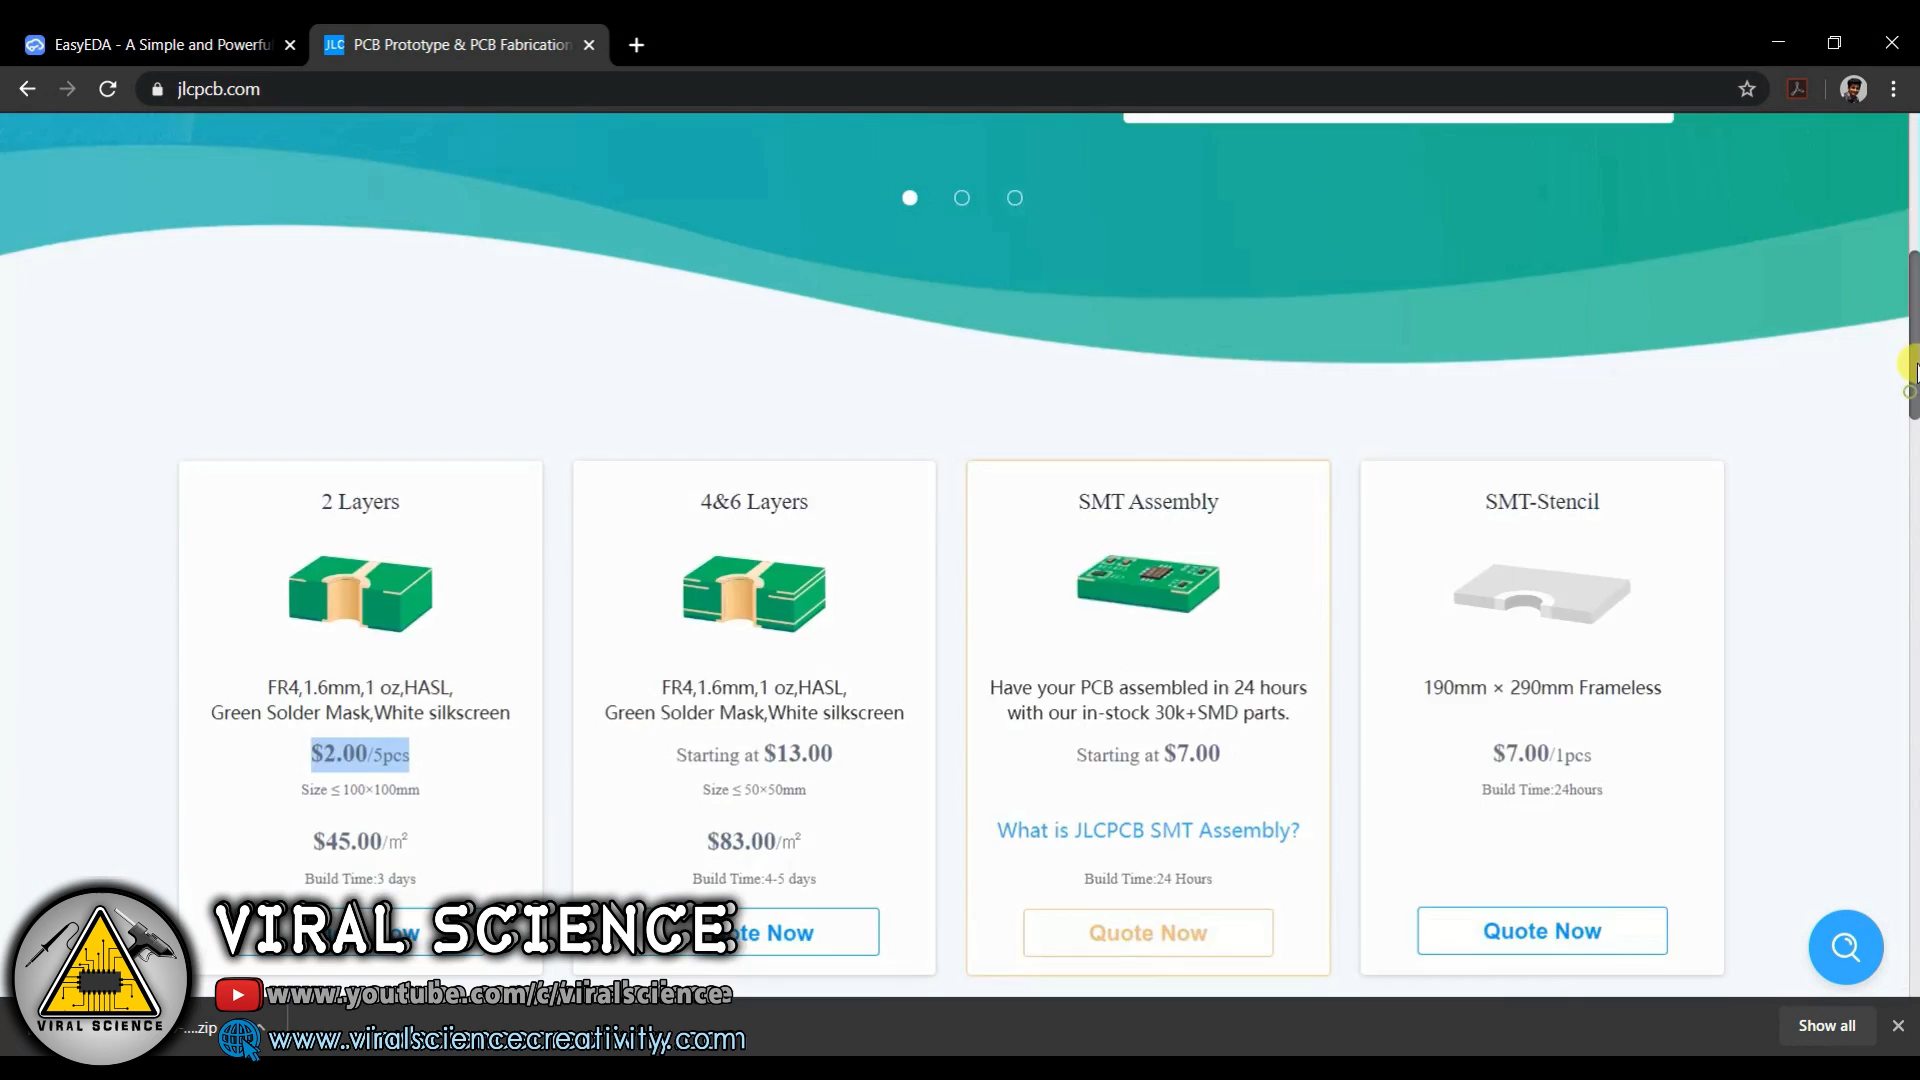 EasyEDA - A Simple and Powerfu
JLC PCB Prototype & PCB Fabrication
jlcpcb.com
2 Layers
FR4,1.6mm,1 oz,HASL,
Green Solder Mask,White silkscreen
$2.00/5pcs
Size ≤ 100×100mm
$45.00/m²
Build Time:3 days
4&6 Layers
FR4,1.6mm,1 oz,HASL,
Green Solder Mask,White silkscreen
Starting at $13.00
Size ≤ 50×50mm
$83.00/m²
Build Time:4-5 days
te Now
SMT Assembly
Have your PCB assembled in 24 hours
with our in-stock 30k+SMD parts.
Starting at $7.00
What is JLCPCB SMT Assembly?
Build Time:24 Hours
Quote Now
SMT-Stencil
190mm × 290mm Frameless
$7.00/1pcs
Build Time:24hours
Quote Now
VIRAL SCIENCE
www.youtube.com/c/viralscience
www.viralsciencecreativity.com
VIRAL SCIENCE
-....zip
Show all